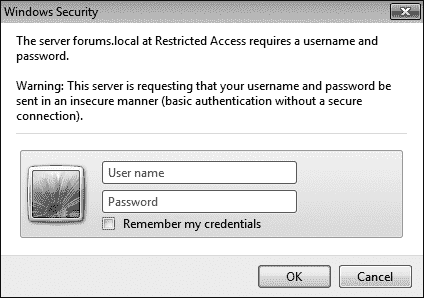 Windows Security
The server forums.local at Restricted Access requires a username and
password.
Warning: This server is requesting that your username and password be
sent in an insecure manner (basic authentication without a secure
connection).
User name
Password
Remember my credentials
OK
Cancel